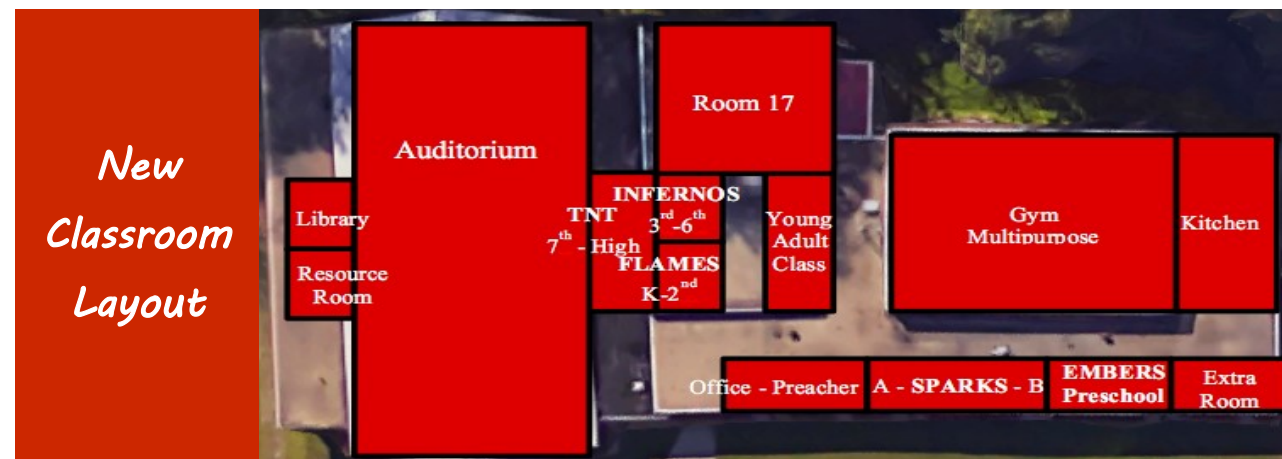 New
Classroom
Layout
Auditorium
Library
Resource
Room
Room 17
TNT
7th - High
INFERNOS
3rd-6th
FLAMES
K-2nd
Young
Adult
Class
Gym
Multipurpose
Kitchen
Office - Preacher
A - SPARKS - B
EMBERS
Preschool
Extra
Room